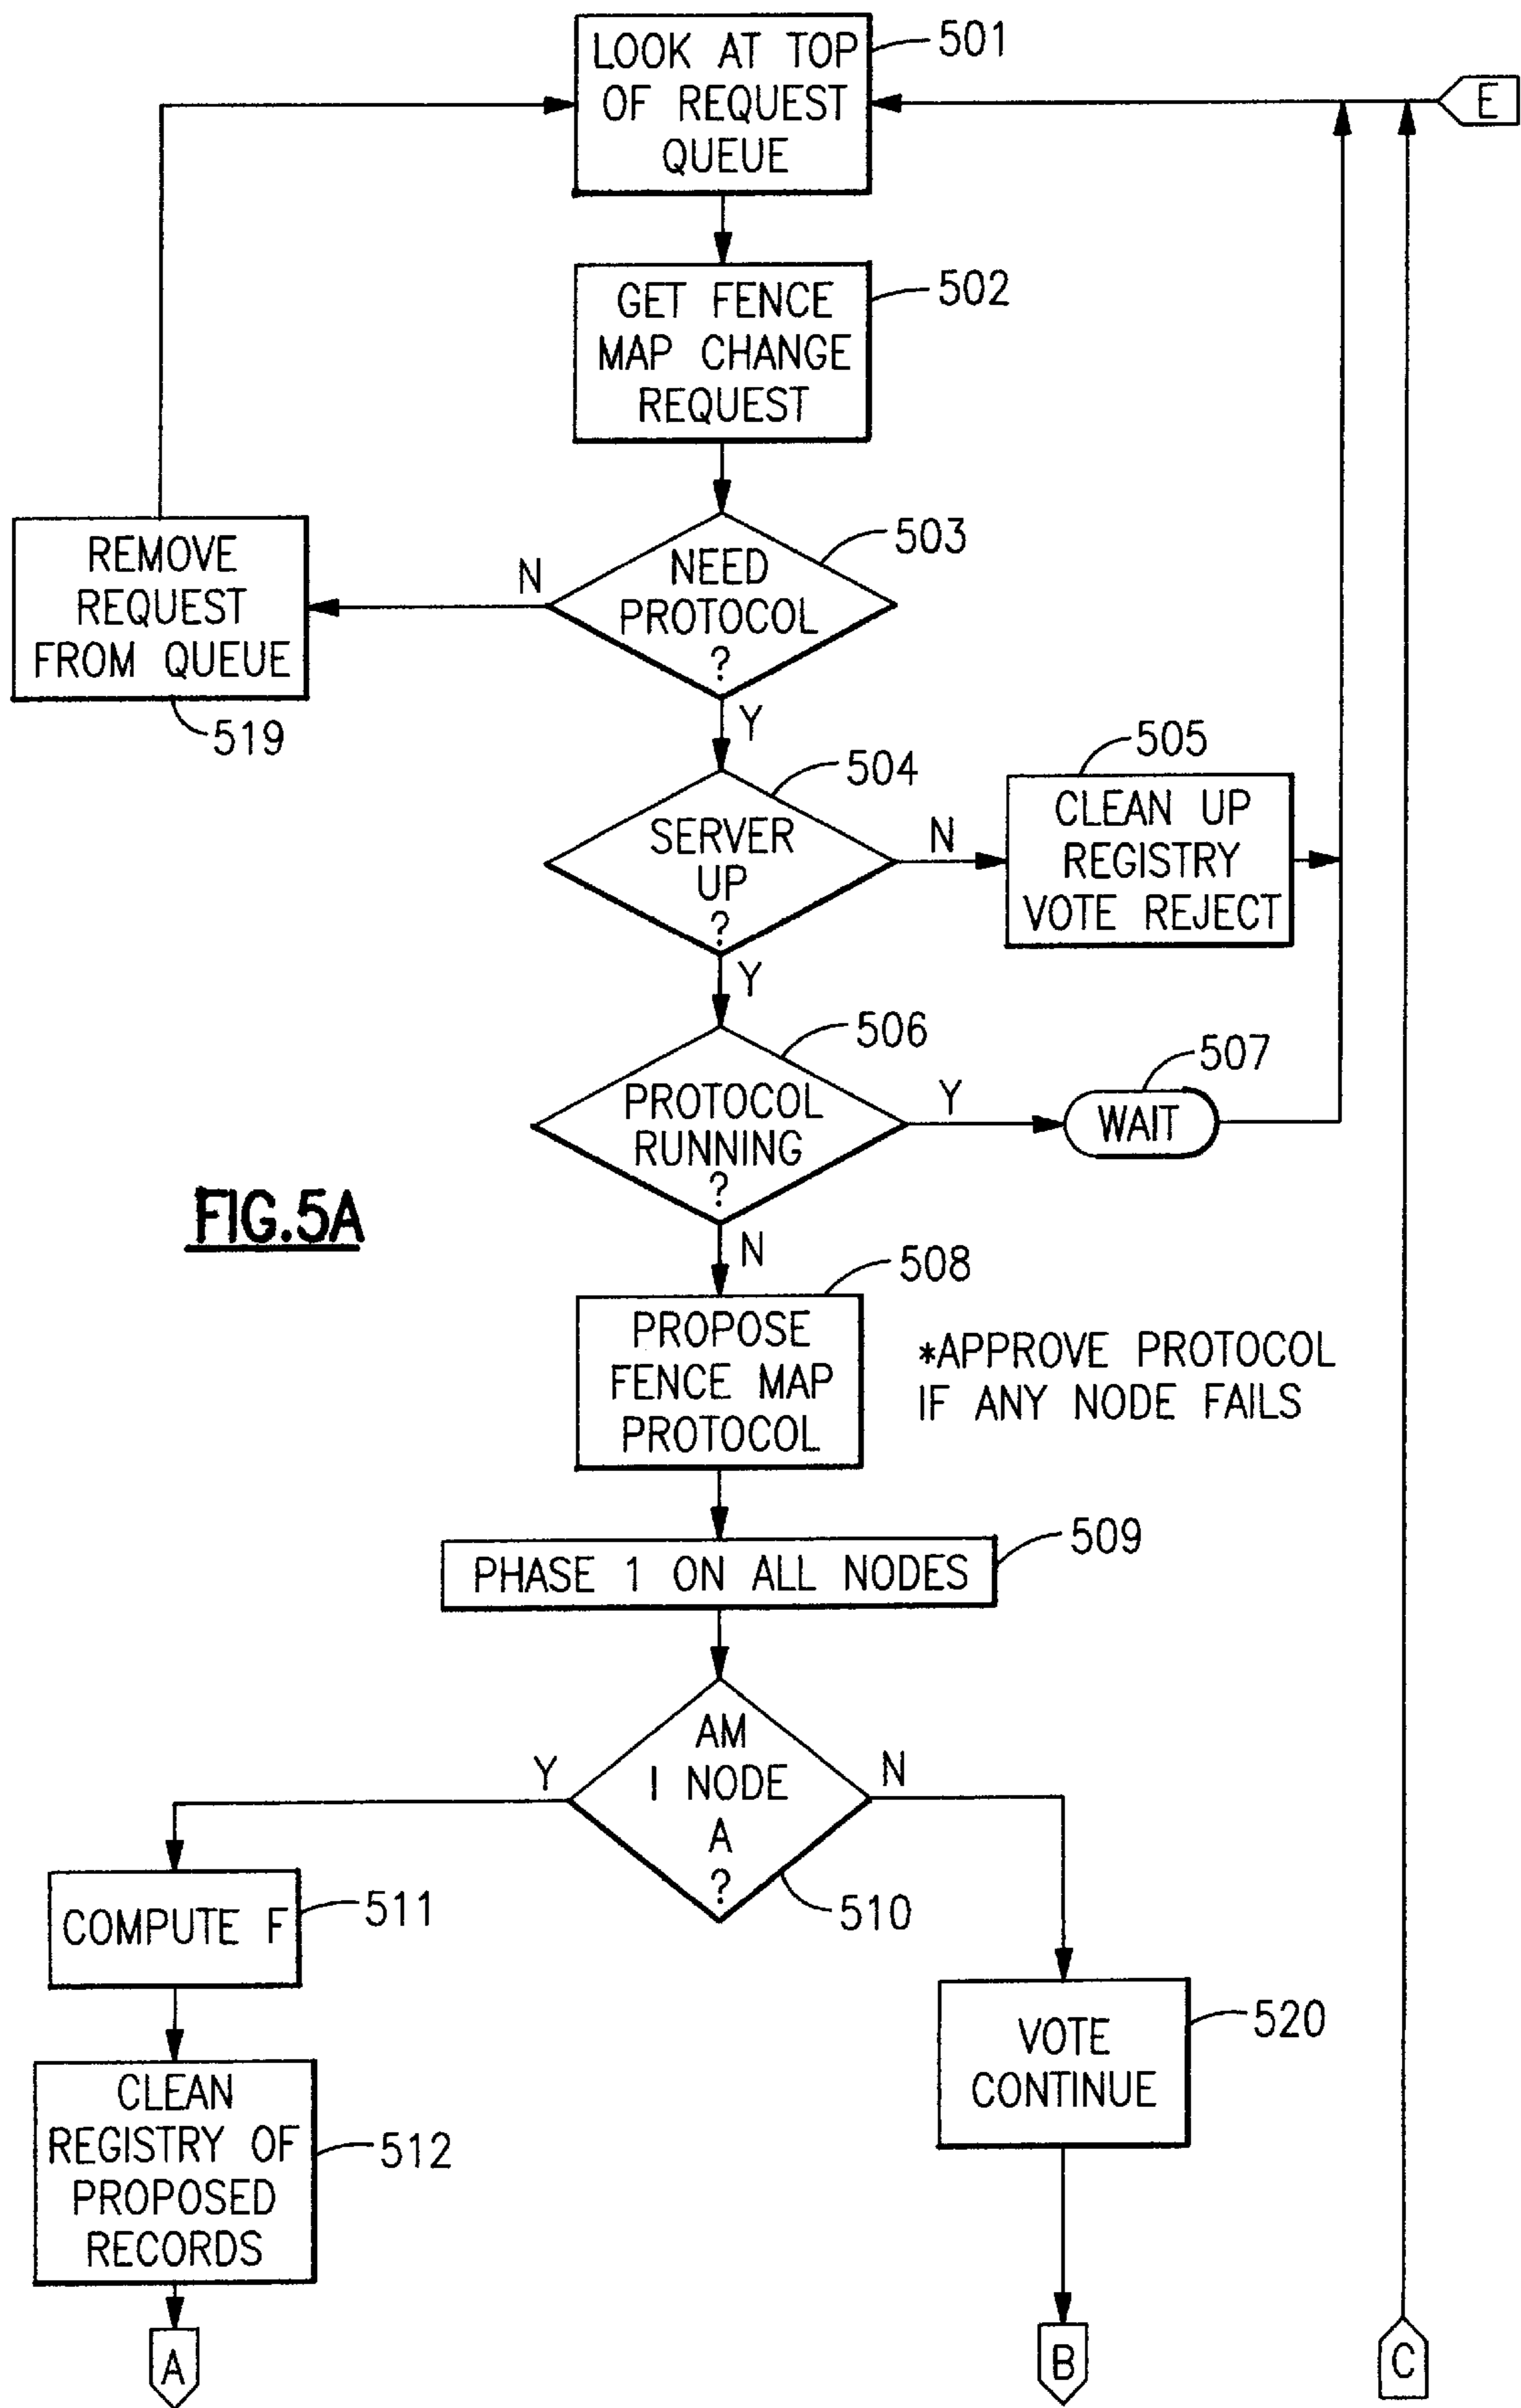 LOOK AT TOP
OF REQUEST
QUEUE
501
E
GET FENCE
MAP CHANGE
REQUEST
502
NEED
PROTOCOL
?
503
N
Y
REMOVE
REQUEST
FROM QUEUE
519
SERVER
UP
?
504
N
Y
505
CLEAN UP
REGISTRY
VOTE REJECT
PROTOCOL
RUNNING
?
506
Y
N
507
WAIT
FIG.5A
PROPOSE
FENCE MAP
PROTOCOL
508
*APPROVE PROTOCOL
IF ANY NODE FAILS
PHASE 1 ON ALL NODES
509
AM
I NODE
A
?
510
Y
N
COMPUTE F
511
CLEAN
REGISTRY OF
PROPOSED
RECORDS
512
VOTE
CONTINUE
520
A
B
C